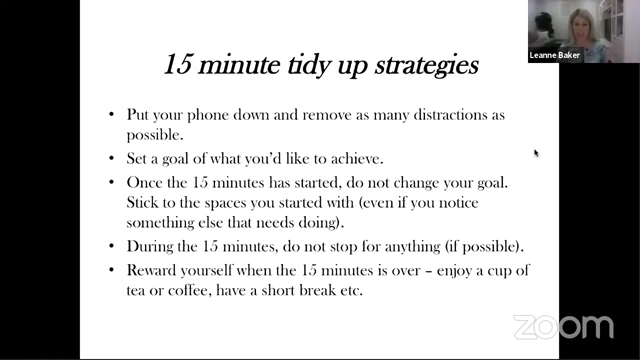 Leanne Baker
15 minute tidy up strategies
• Put your phone down and remove as many distractions as
possible.
• Set a goal of what you'd like to achieve.
• Once the 15 minutes has started, do not change your goal.
Stick to the spaces you started with (even if you notice
something else that needs doing).
• During the 15 minutes, do not stop for anything (if possible).
• Reward yourself when the 15 minutes is over – enjoy a cup of
tea or coffee, have a short break etc.
zoom